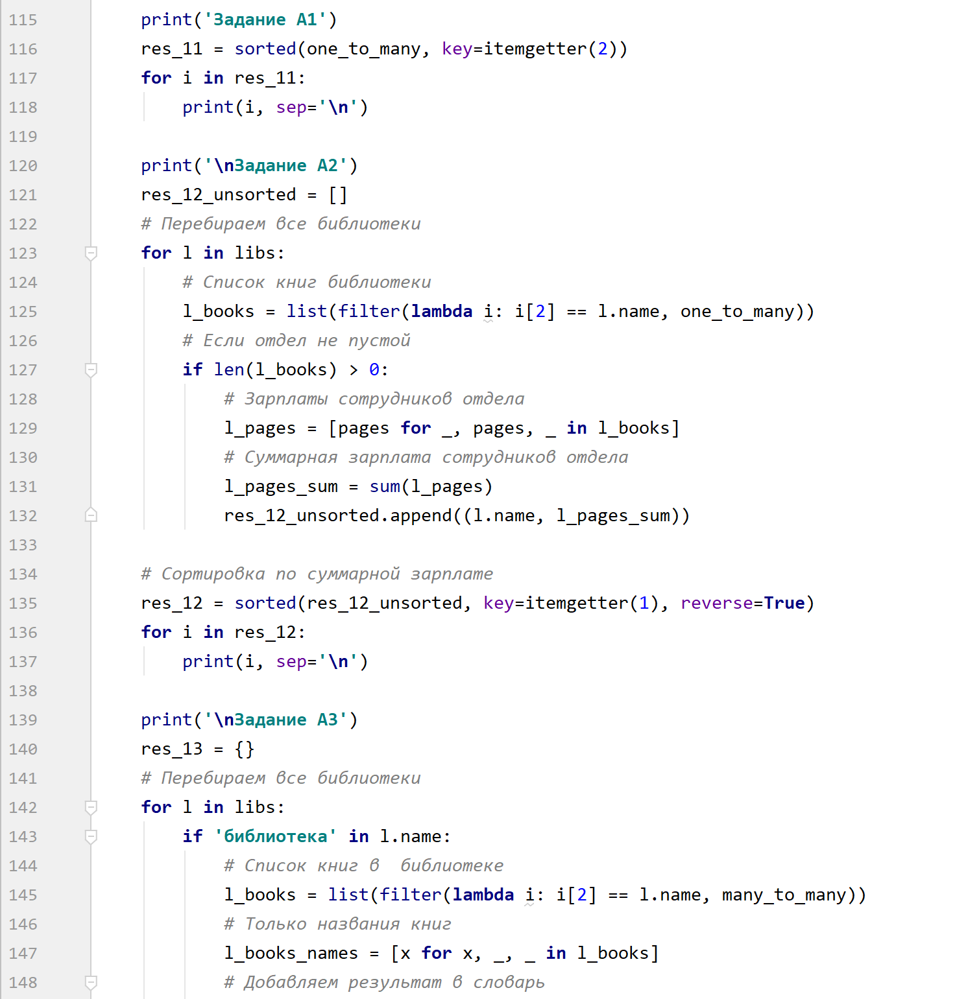 115 print('Задание А1')
116 res_11 = sorted(one_to_many, key=itemgetter(2))
117 for i in res_11:
118     print(i, sep='\n')
119
120 print('\nЗадание А2')
121 res_12_unsorted = []
122 # Перебираем все библиотеки
123 for l in libs:
124     # Список книг библиотеки
125     l_books = list(filter(lambda i: i[2] == l.name, one_to_many))
126     # Если отдел не пустой
127     if len(l_books) > 0:
128         # Зарплаты сотрудников отдела
129         l_pages = [pages for _, pages, _ in l_books]
130         # Суммарная зарплата сотрудников отдела
131         l_pages_sum = sum(l_pages)
132         res_12_unsorted.append((l.name, l_pages_sum))
133
134 # Сортировка по суммарной зарплате
135 res_12 = sorted(res_12_unsorted, key=itemgetter(1), reverse=True)
136 for i in res_12:
137     print(i, sep='\n')
138
139 print('\nЗадание А3')
140 res_13 = {}
141 # Перебираем все библиотеки
142 for l in libs:
143     if 'библиотека' in l.name:
144         # Список книг в  библиотеке
145         l_books = list(filter(lambda i: i[2] == l.name, many_to_many))
146         # Только названия книг
147         l_books_names = [x for x, _, _ in l_books]
148         # Добавляем результат в словарь